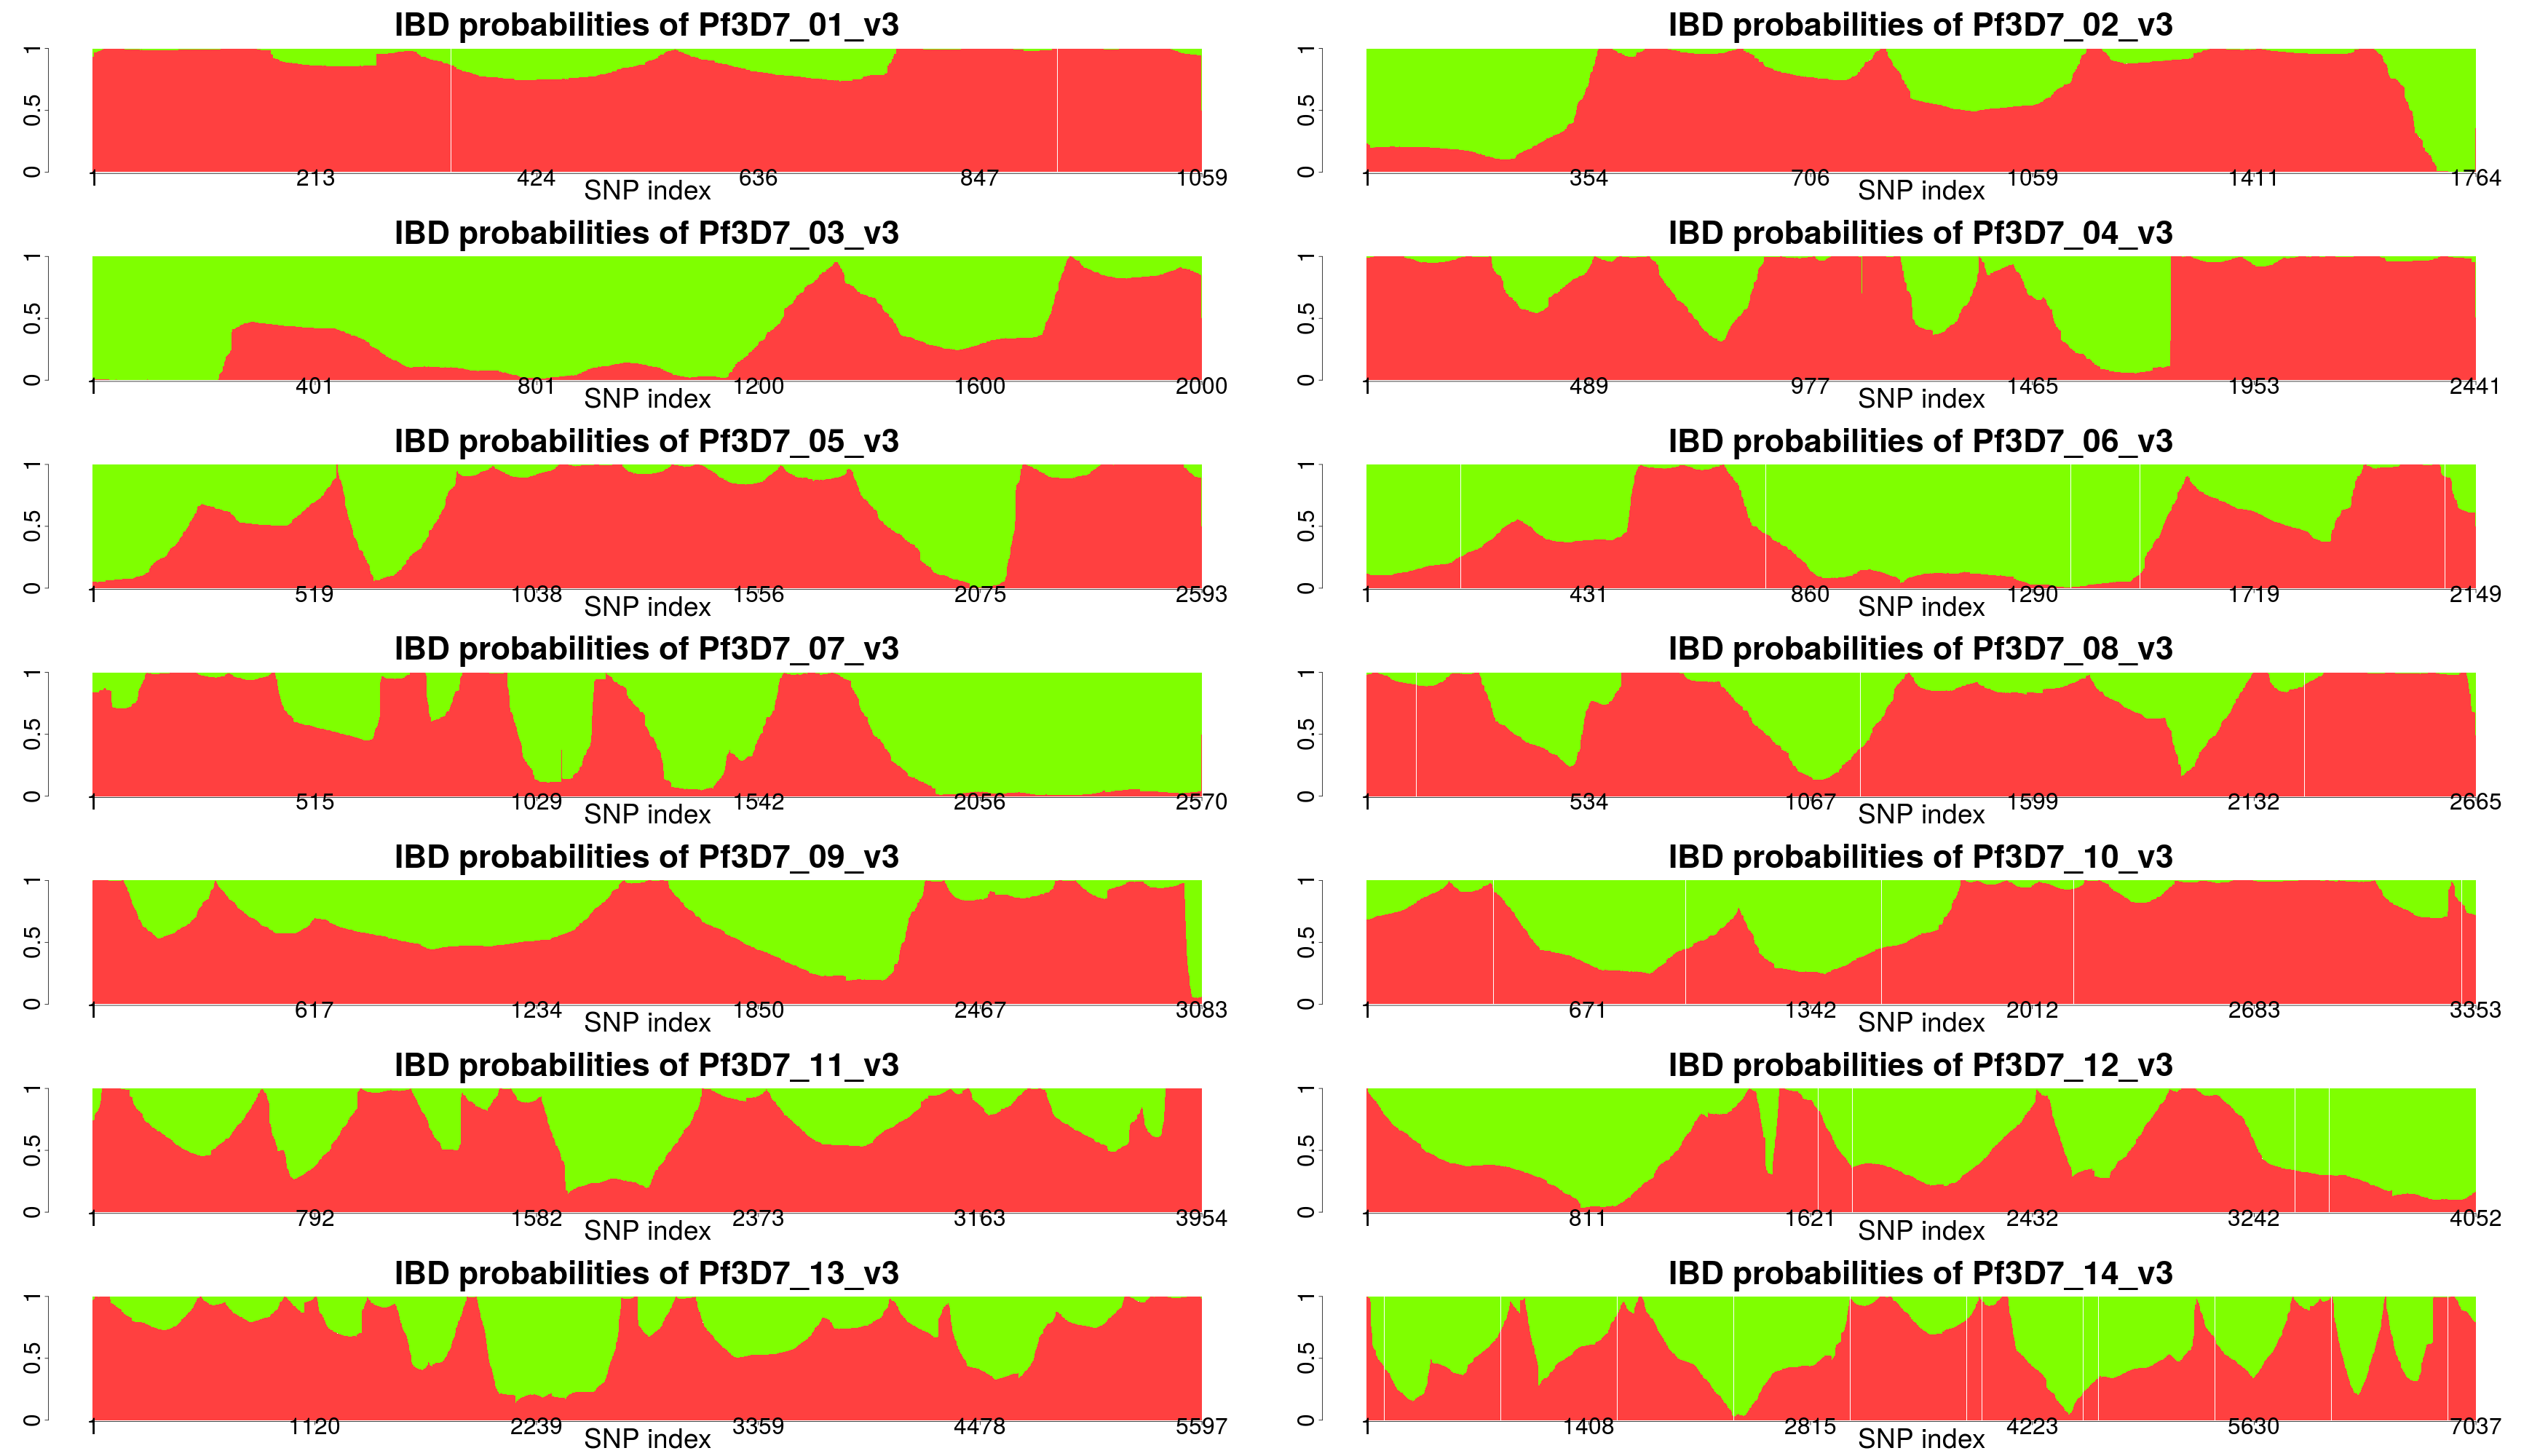 IBD probabilities of Pf3D7_01_v3
0 0.5 1
1 213 424 636 847 1059
SNP index
IBD probabilities of Pf3D7_02_v3
0 0.5 1
1 354 706 1059 1411 1764
SNP index
IBD probabilities of Pf3D7_03_v3
0 0.5 1
1 401 801 1200 1600 2000
SNP index
IBD probabilities of Pf3D7_04_v3
0 0.5 1
1 489 977 1465 1953 2441
SNP index
IBD probabilities of Pf3D7_05_v3
0 0.5 1
1 519 1038 1556 2075 2593
SNP index
IBD probabilities of Pf3D7_06_v3
0 0.5 1
1 431 860 1290 1719 2149
SNP index
IBD probabilities of Pf3D7_07_v3
0 0.5 1
1 515 1029 1542 2056 2570
SNP index
IBD probabilities of Pf3D7_08_v3
0 0.5 1
1 534 1067 1599 2132 2665
SNP index
IBD probabilities of Pf3D7_09_v3
0 0.5 1
1 617 1234 1850 2467 3083
SNP index
IBD probabilities of Pf3D7_10_v3
0 0.5 1
1 671 1342 2012 2683 3353
SNP index
IBD probabilities of Pf3D7_11_v3
0 0.5 1
1 792 1582 2373 3163 3954
SNP index
IBD probabilities of Pf3D7_12_v3
0 0.5 1
1 811 1621 2432 3242 4052
SNP index
IBD probabilities of Pf3D7_13_v3
0 0.5 1
1 1120 2239 3359 4478 5597
SNP index
IBD probabilities of Pf3D7_14_v3
0 0.5 1
1 1408 2815 4223 5630 7037
SNP index